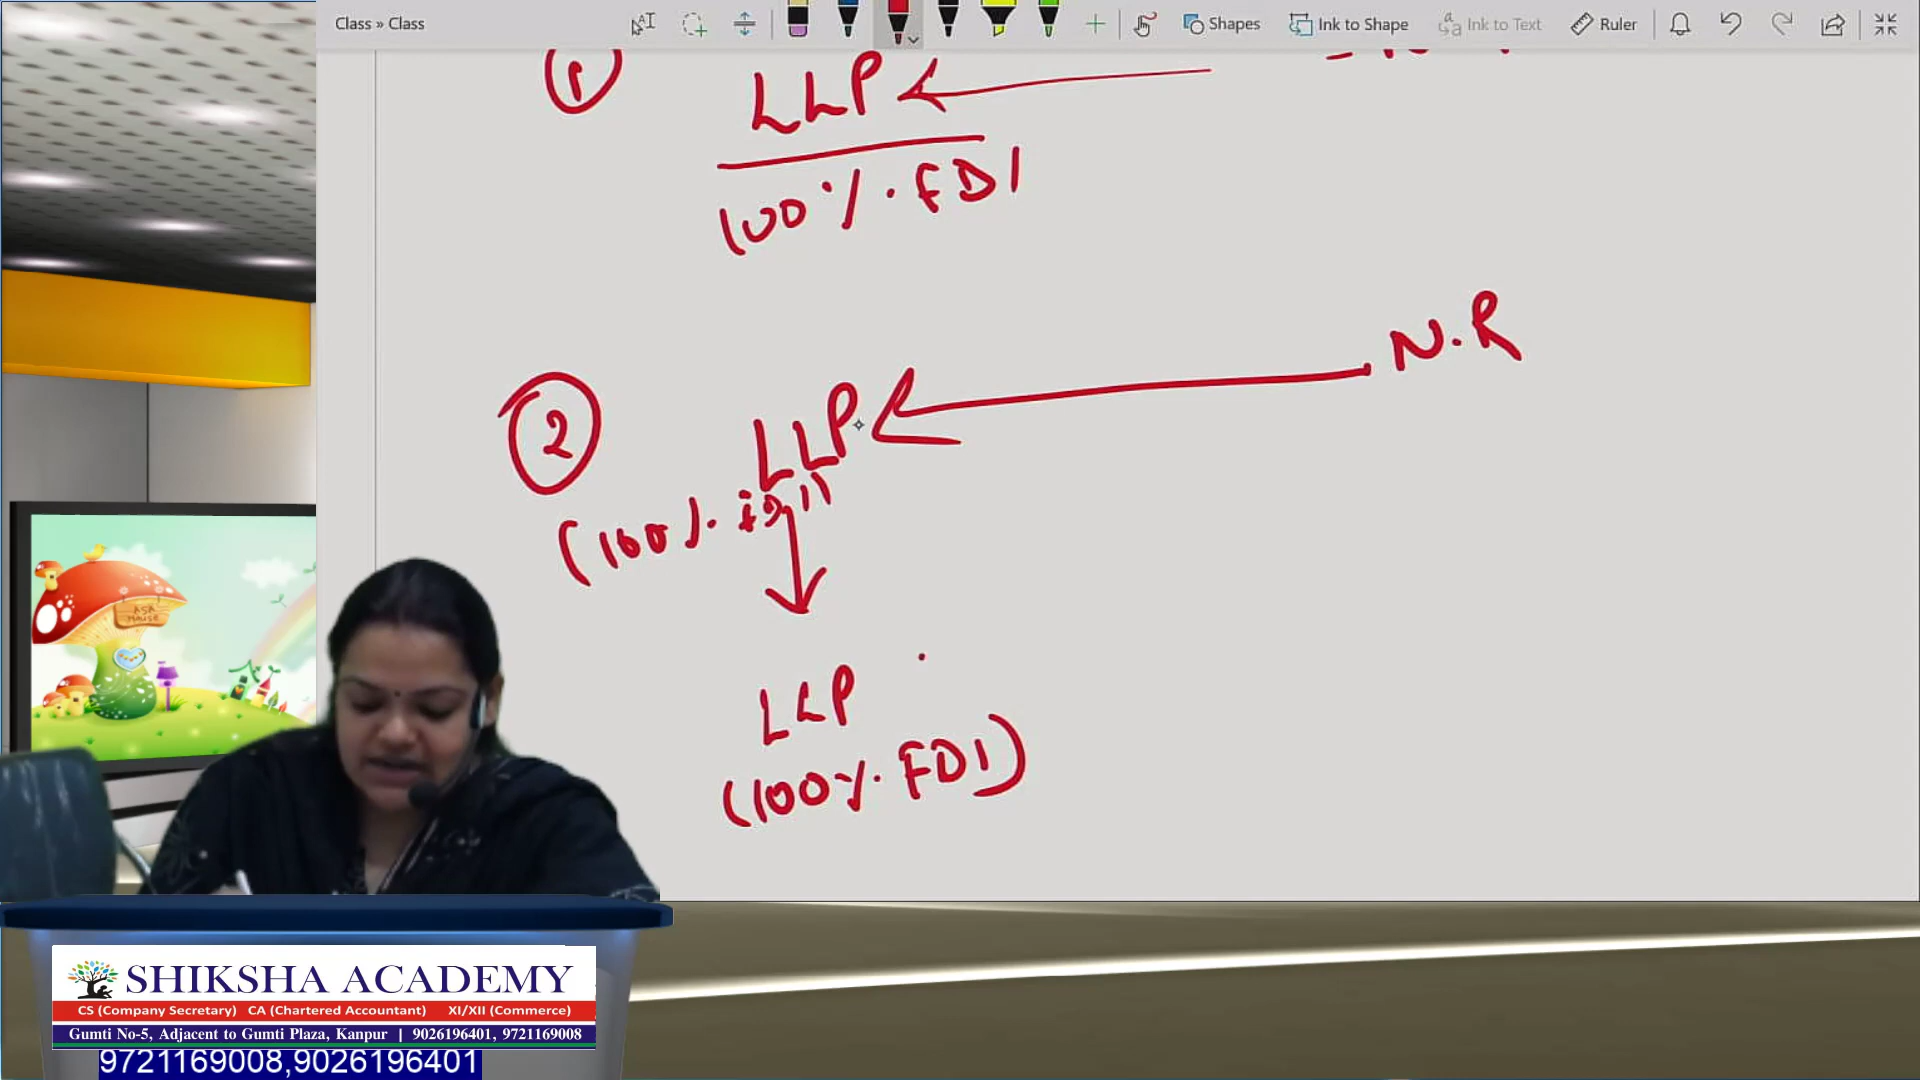 Class » Class
Shapes
Ink to Shape
Ink to Text
Ruler
1
LLP
100%. FDI
2
N.R
LLP
(100%.
LLP
(100%. FDI)
ASA
HOUSE
SHIKSHA ACADEMY
CS (Company Secretary) CA (Chartered Accountant) XI/XII (Commerce)
Gumti No-5, Adjacent to Gumti Plaza, Kanpur | 9026196401, 9721169008
9721169008,9026196401